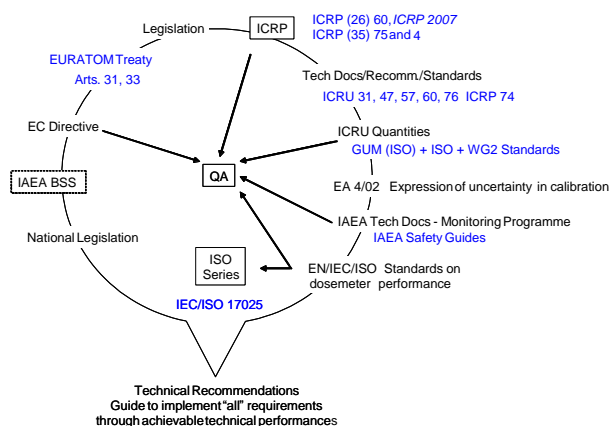 Legislation
ICRP
ICRP (26) 60, ICRP 2007
ICRP (35) 75 and 4
EURATOM Treaty
Arts. 31, 33
Tech Docs/Recomm./Standards
ICRU 31, 47, 57, 60, 76 ICRP 74
EC Directive
ICRU Quantities
GUM (ISO) + ISO + WG2 Standards
IAEA BSS
QA
EA 4/02 Expression of uncertainty in calibration
IAEA Tech Docs - Monitoring Programme
IAEA Safety Guides
National Legislation
ISO
Series
EN/IEC/ISO Standards on
dosemeter performance
IEC/ISO 17025
Technical Recommendations
Guide to implement "all" requirements
through achievable technical performances